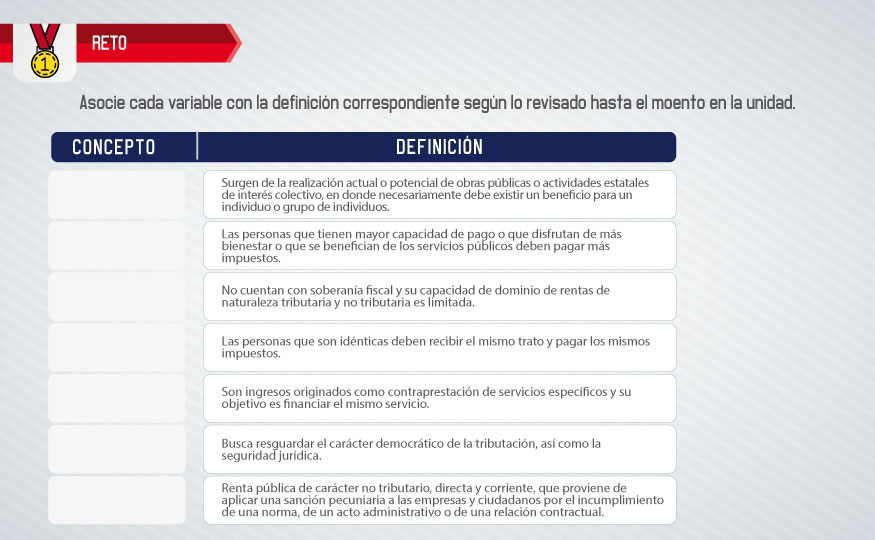 1
RETO
Asocie cada variable con la definición correspondiente según lo revisado hasta el moento en la unidad.
CONCEPTO
DEFINICIÓN
Surgen de la realización actual o potencial de obras públicas o actividades estatales
de interés colectivo, en donde necesariamente debe existir un beneficio para un
individuo o grupo de individuos.
Las personas que tienen mayor capacidad de pago o que disfrutan de más
bienestar o que se benefician de los servicios públicos deben pagar más
impuestos.
No cuentan con soberanía fiscal y su capacidad de dominio de rentas de
naturaleza tributaria y no tributaria es limitada.
Las personas que son idénticas deben recibir el mismo trato y pagar los mismos
impuestos.
Son ingresos originados como contraprestación de servicios específicos y su
objetivo es financiar el mismo servicio.
Busca resguardar el carácter democrático de la tributación, así como la
seguridad jurídica.
Renta pública de carácter no tributario, directa y corriente, que proviene de
aplicar una sanción pecuniaria a las empresas y ciudadanos por el incumplimiento
de una norma, de un acto administrativo o de una relación contractual.